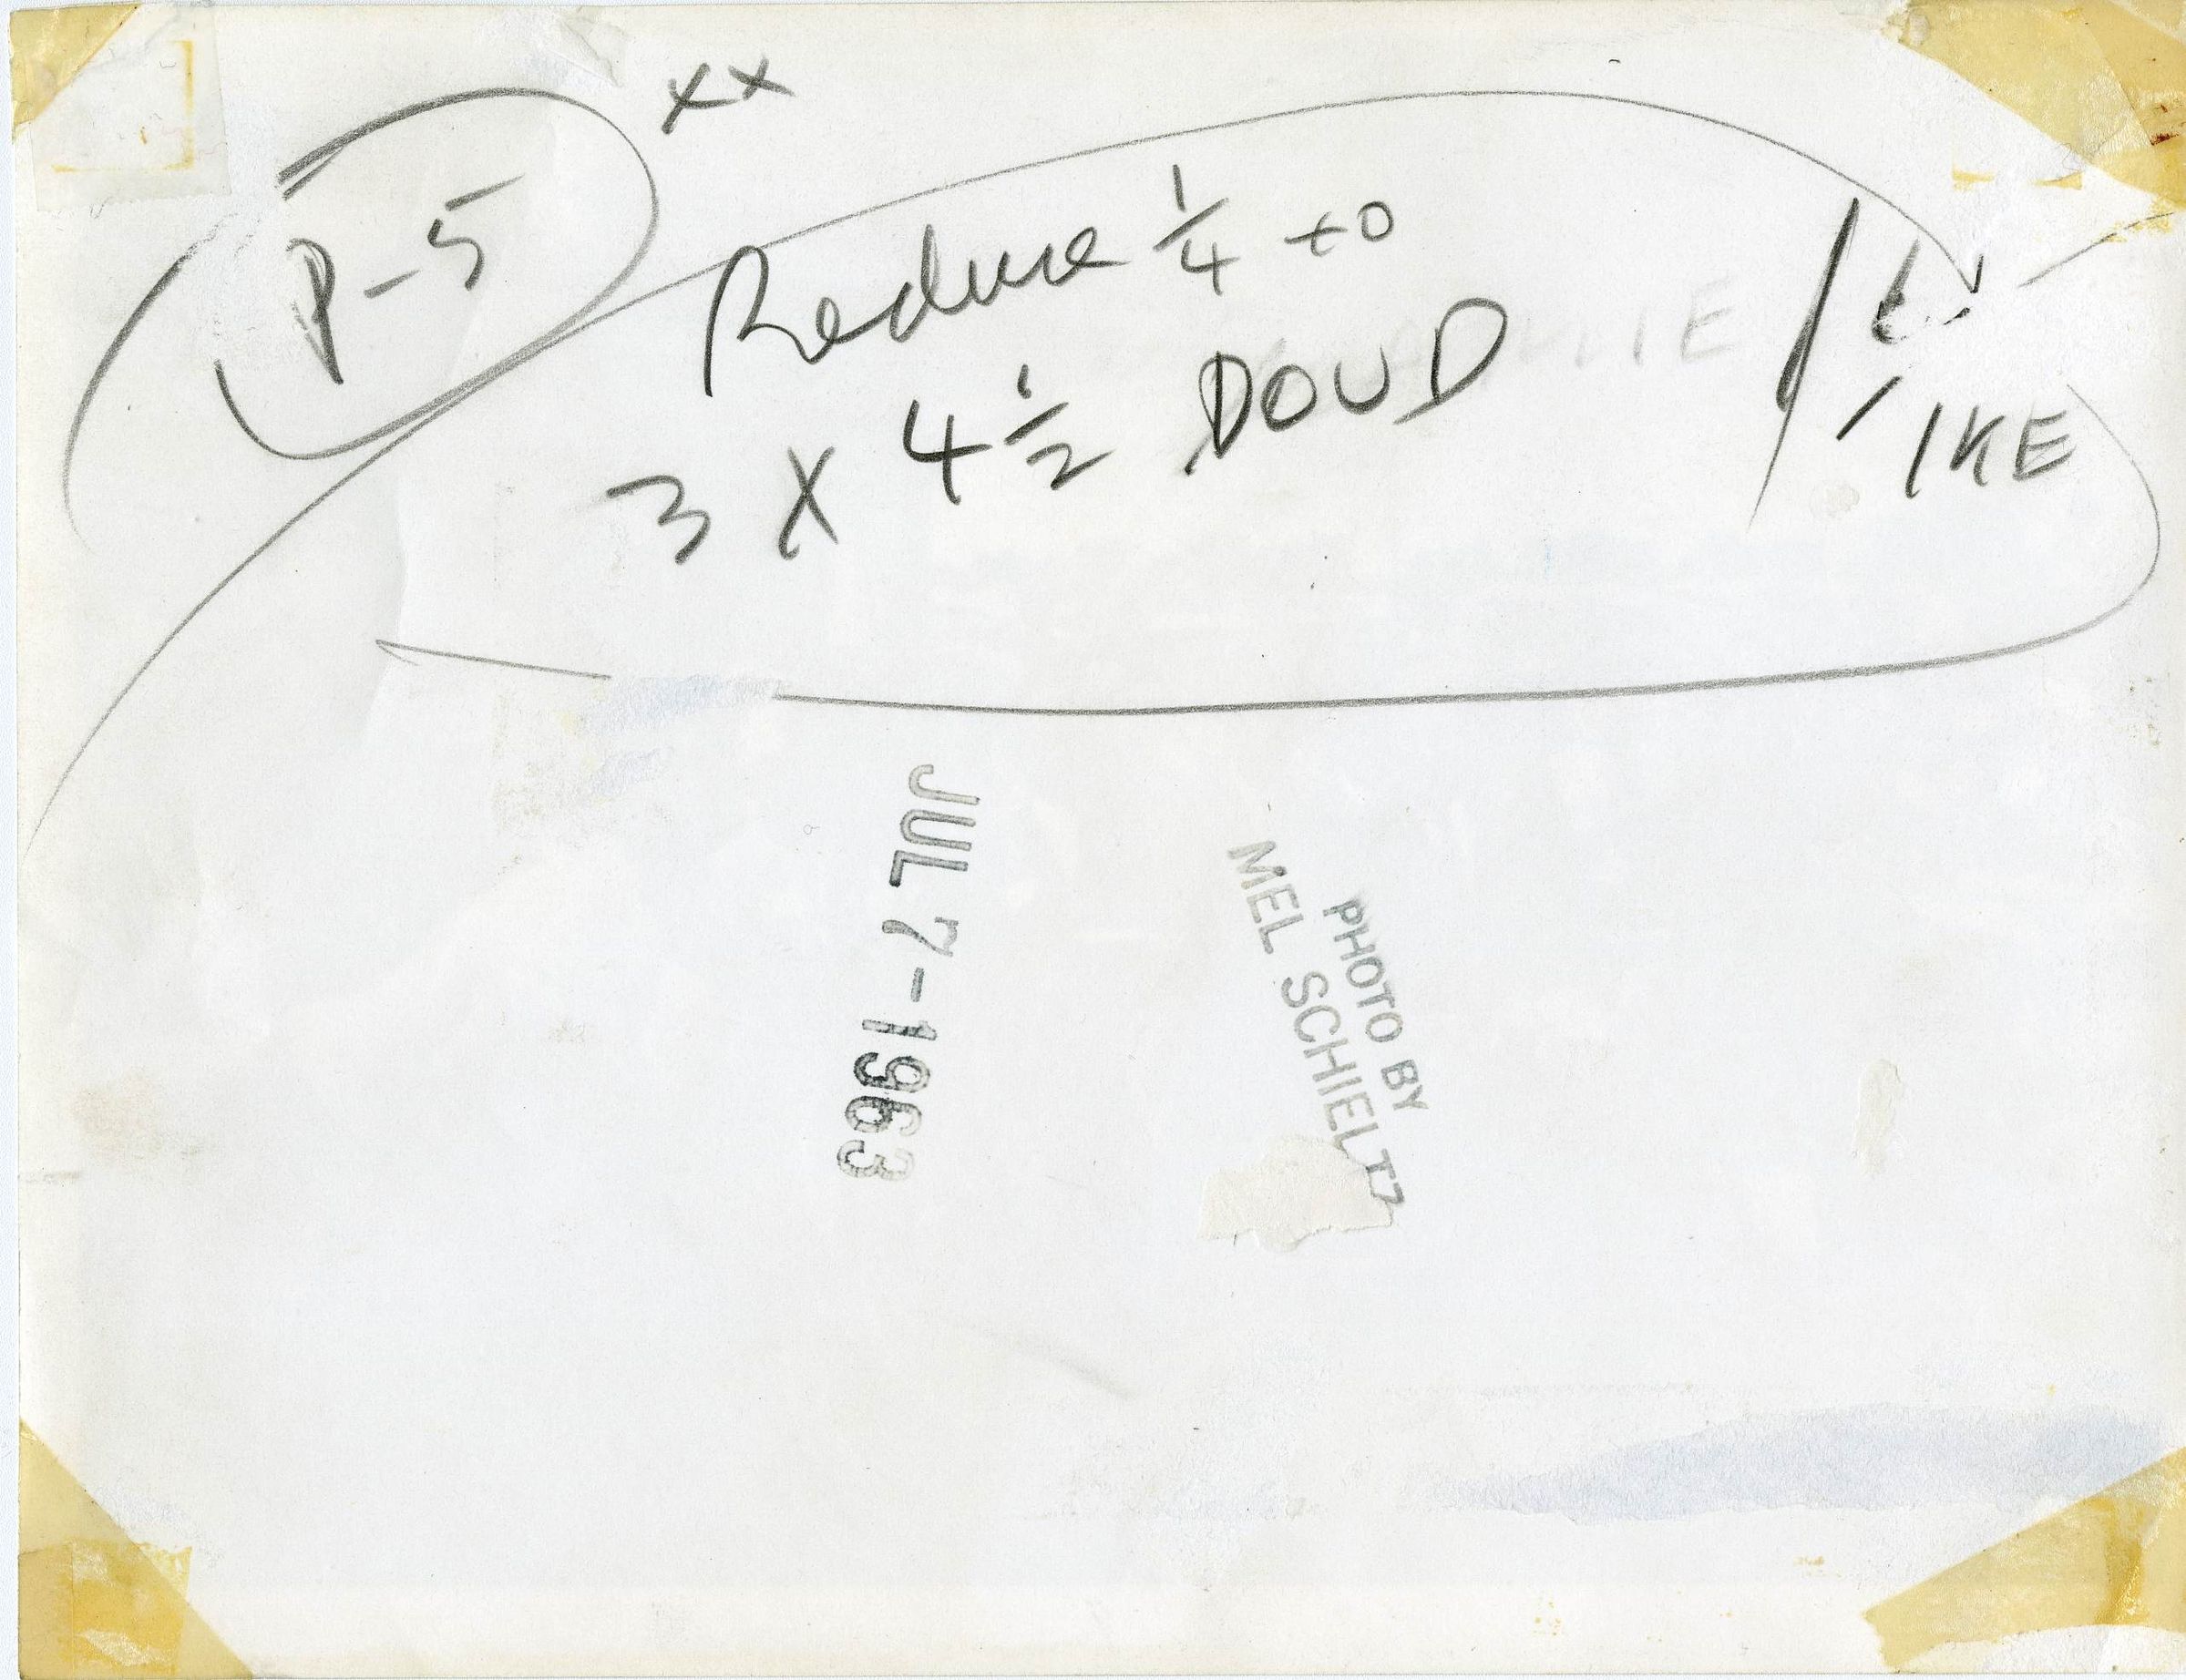 XX
P-5
Reduce 1/4 to
3 X 4 1/2 DOUD
IKE
JUL 7-1963
PHOTO BY
MEL SCHIELTZ